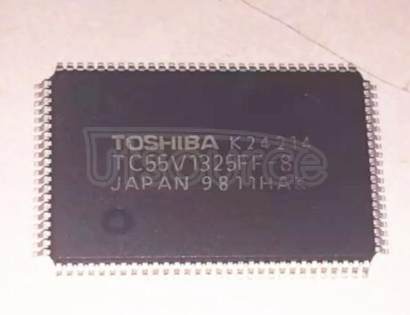 TOSHIBA K24214
TC55V1325FF 8
JAPAN 9811HAK